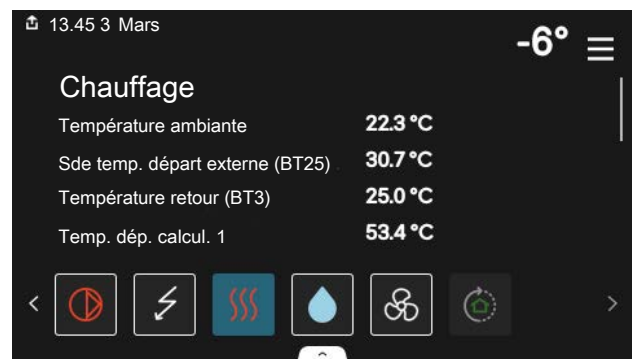 13.45 3 Mars
-6°
Chauffage
Température ambiante 22.3 °C
Sde temp. départ externe (BT25) 30.7 °C
Température retour (BT3) 25.0 °C
Temp. dép. calcul. 1 53.4 °C